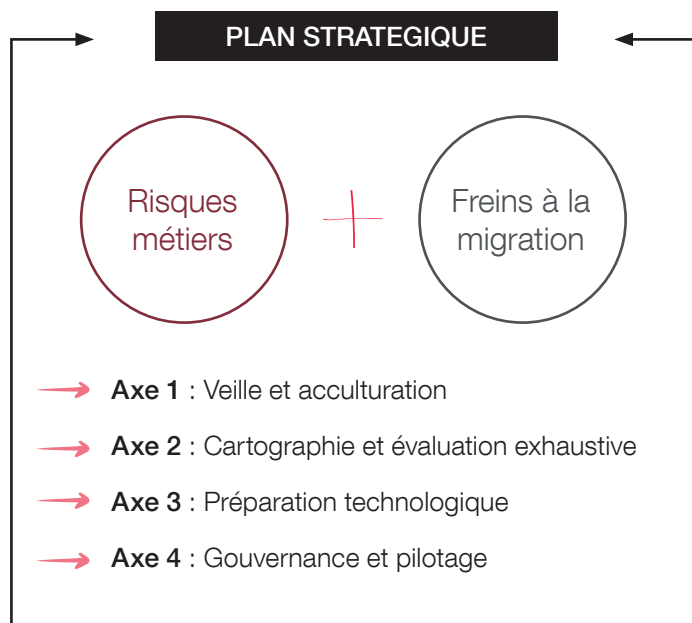 PLAN STRATEGIQUE
Risques
métiers
Freins à la
migration
Axe 1 : Veille et acculturation
Axe 2 : Cartographie et évaluation exhaustive
Axe 3 : Préparation technologique
Axe 4 : Gouvernance et pilotage